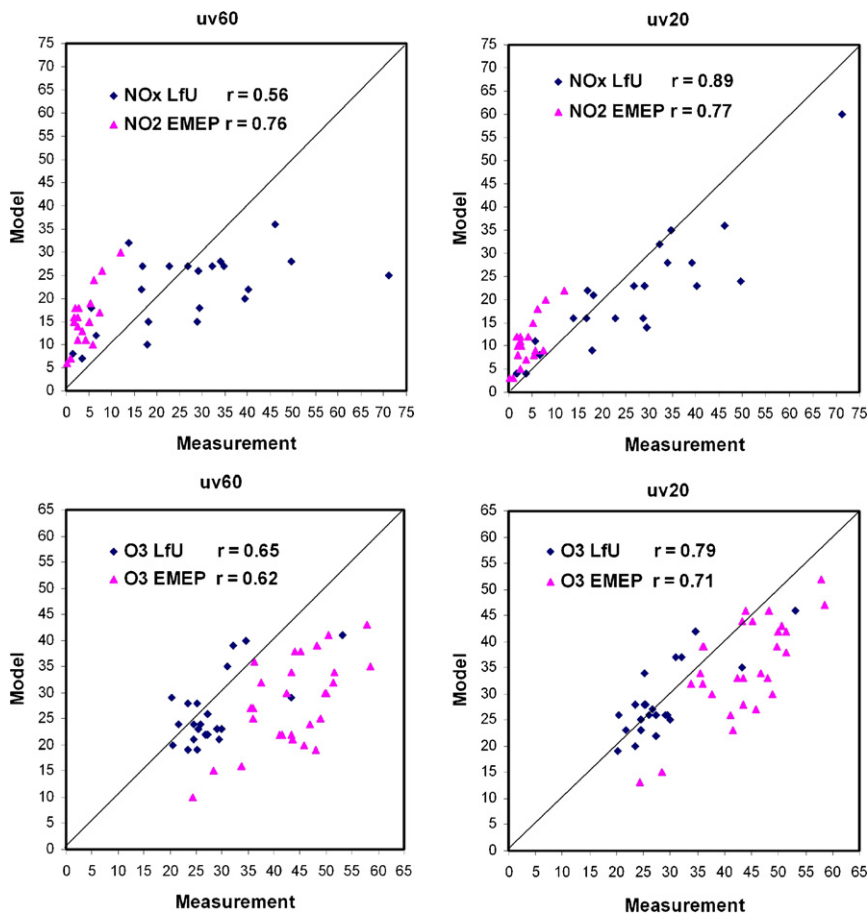 uv60
75
70
65
60
55
50
45
40
35
30
25
20
15
10
5
0
Model
NOx LfU r = 0.56
NO2 EMEP r = 0.76
0 5 10 15 20 25 30 35 40 45 50 55 60 65 70 75
Measurement
uv20
75
70
65
60
55
50
45
40
35
30
25
20
15
10
5
0
Model
NOx LfU r = 0.89
NO2 EMEP r = 0.77
0 5 10 15 20 25 30 35 40 45 50 55 60 65 70 75
Measurement
uv60
65
60
55
50
45
40
35
30
25
20
15
10
5
0
Model
O3 LfU r = 0.65
O3 EMEP r = 0.62
0 5 10 15 20 25 30 35 40 45 50 55 60 65
Measurement
uv20
65
60
55
50
45
40
35
30
25
20
15
10
5
0
Model
O3 LfU r = 0.79
O3 EMEP r = 0.71
0 5 10 15 20 25 30 35 40 45 50 55 60 65
Measurement